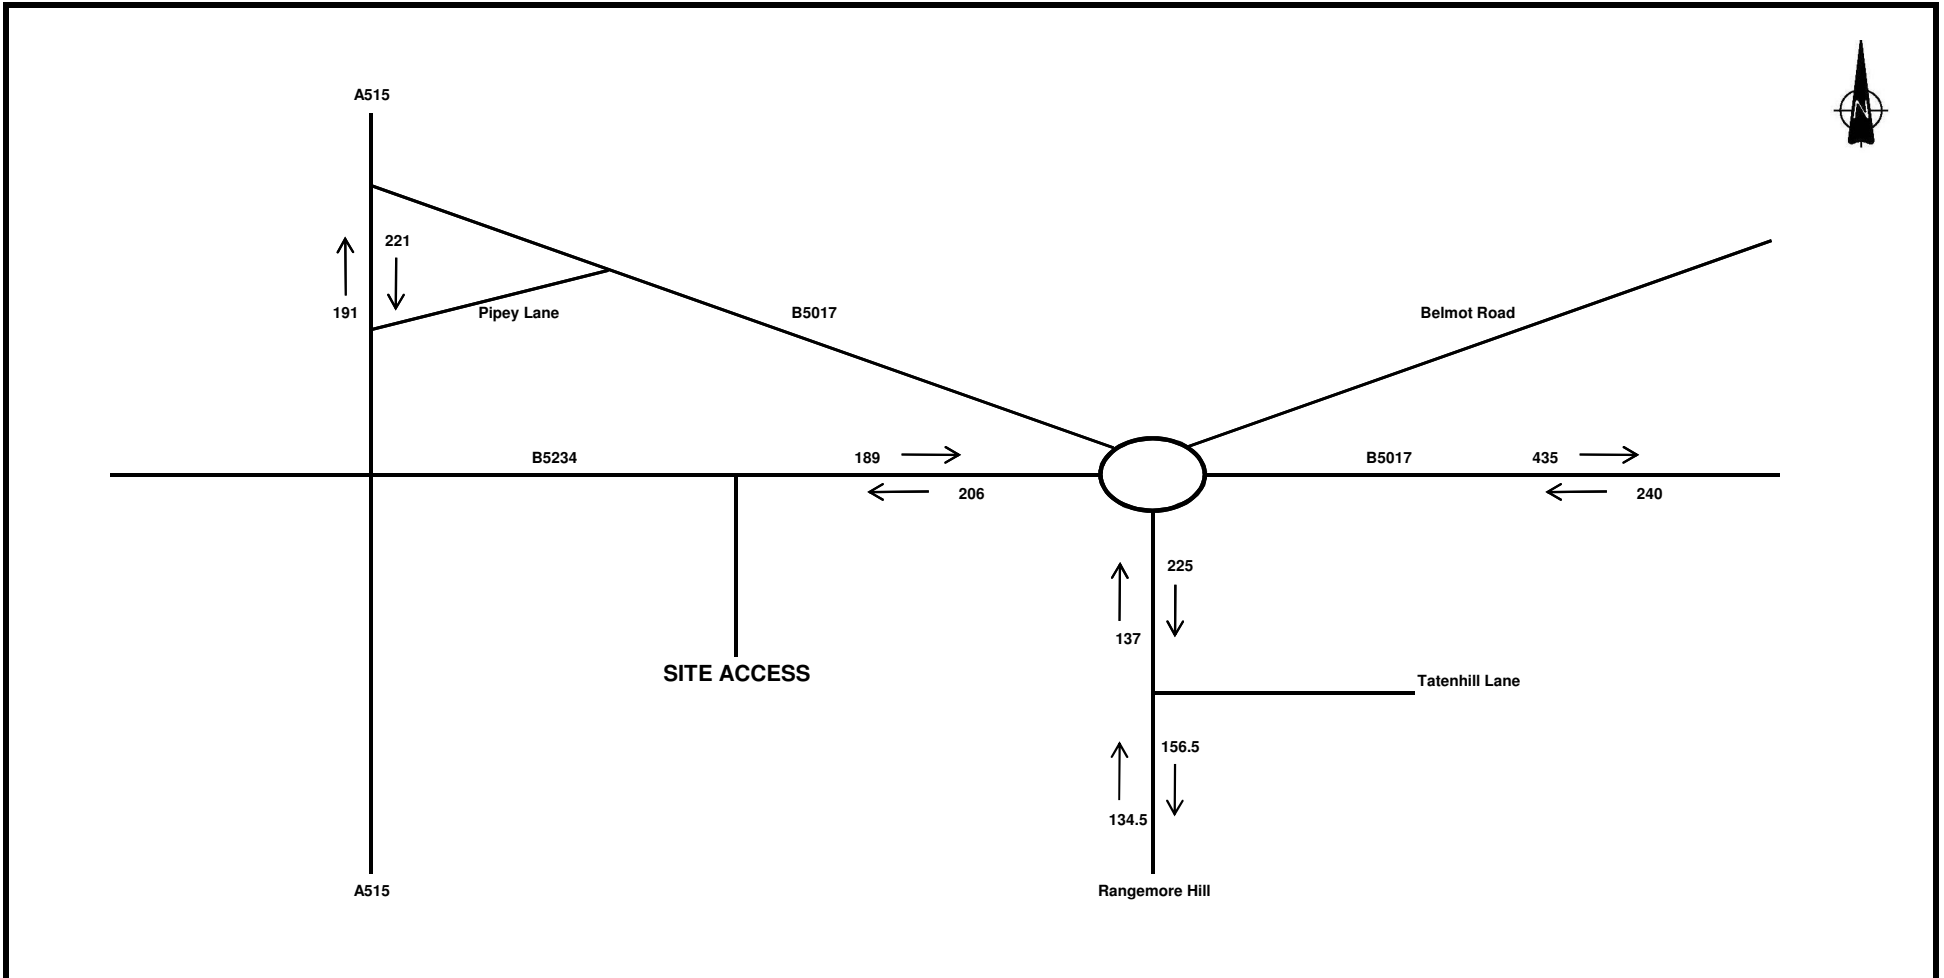 A515
N
221
191
Pipey Lane
B5017
Belmot Road
B5234
189
206
B5017
435
240
225
137
SITE ACCESS
Tatenhill Lane
156.5
134.5
A515
Rangemore Hill